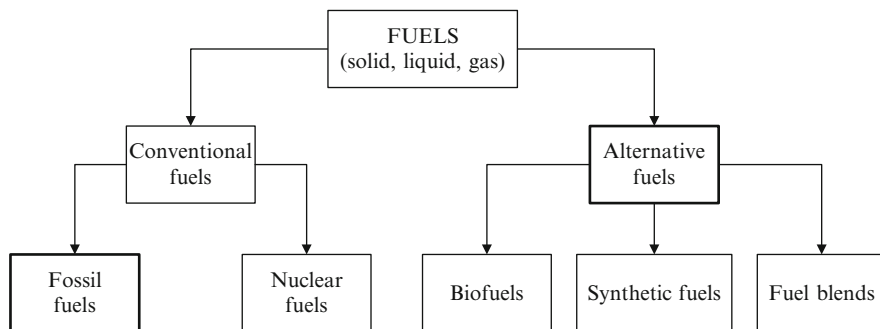 FUELS
(solid, liquid, gas)
Conventional
fuels
Alternative
fuels
Fossil
fuels
Nuclear
fuels
Biofuels
Synthetic fuels
Fuel blends